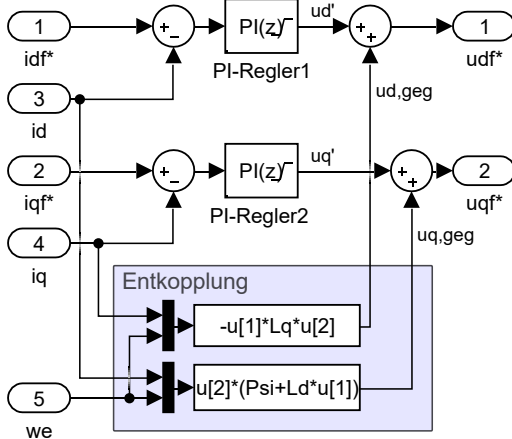 1
idf*
+
−
PI(z)
PI-Regler1
ud'
+
+
1
udf*
3
id
ud,geg
2
iqf*
+
−
PI(z)
PI-Regler2
uq'
+
+
2
uqf*
4
iq
uq,geg
Entkopplung
-u[1]*Lq*u[2]
u[2]*(Psi+Ld*u[1])
5
we